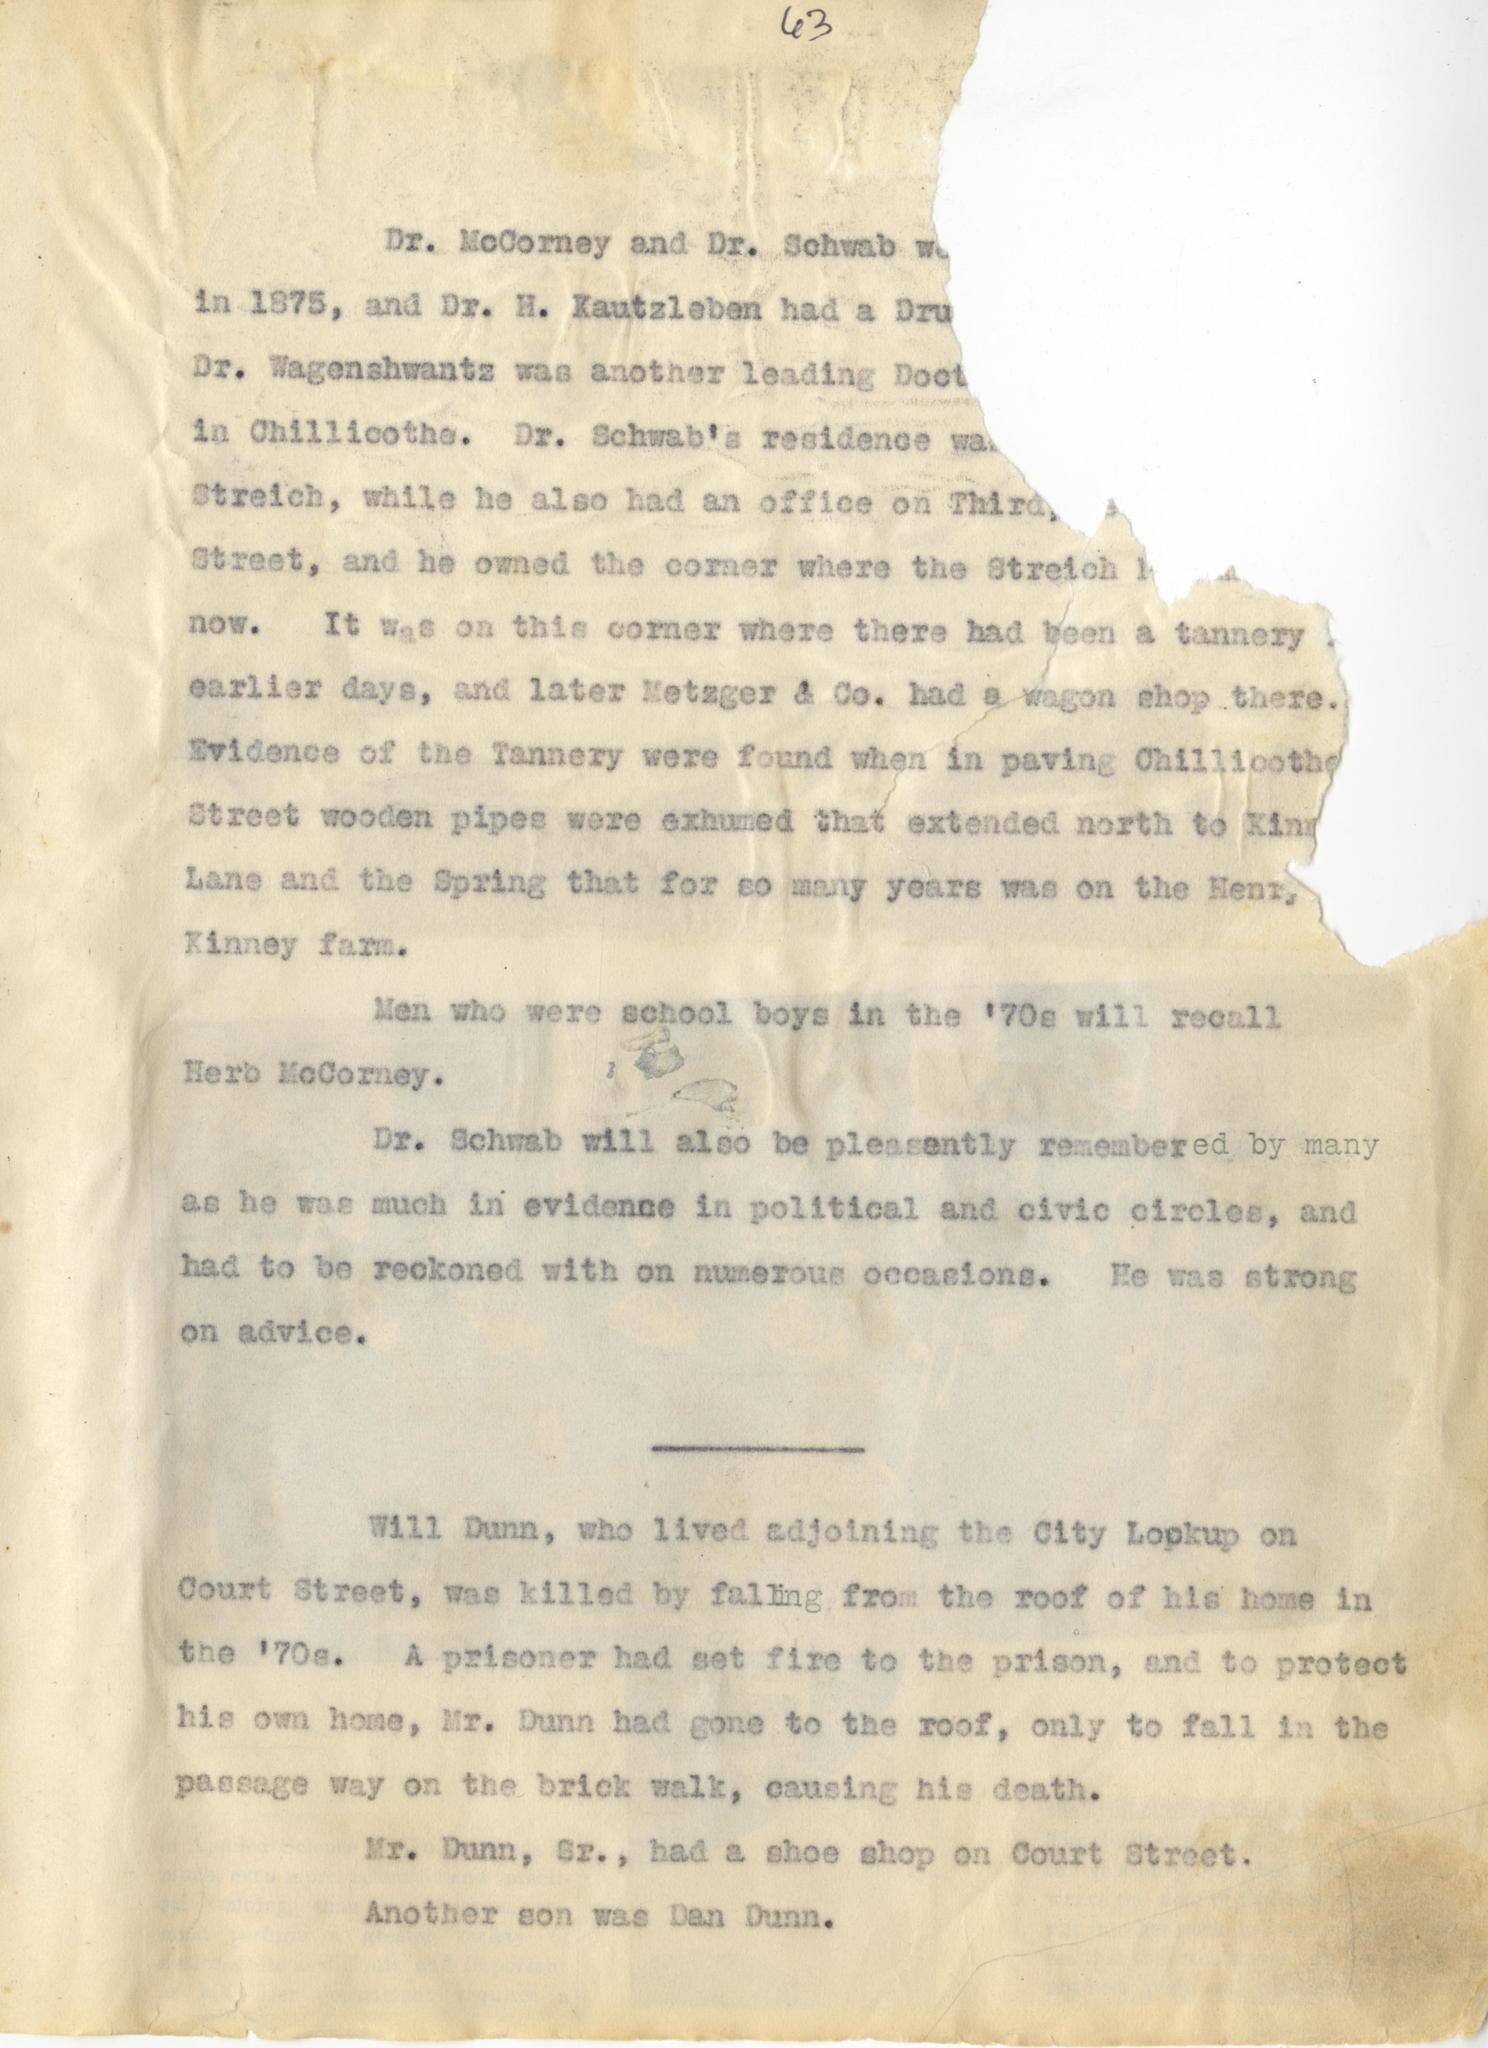 63
Dr. McCorney and Dr. Schwab
in 1875, and Dr. H. Kautzleben had a
Dr. Wagenshwantz was another leading
in Chillicothe. Dr. Schwab's residence
Streich, while he also had an office on Third,
Street, and he owned the corner where the Streich
now. It was on this corner where there had been a tannery
earlier days, and later Metzger & Co. had a wagon shop there.
Evidence of the Tannery were found when in paving Chillicothe
Street wooden pipes were exhumed that extended north to
Lane and the Spring that for so many years was on the
Kinney farm.
Men who were school boys in the '70s will recall
Herb McCorney.
Dr. Schwab will also be pleasantly remembered by many
as he was much in evidence in political and civic circles, and
had to be reckoned with on numerous occasions. He was strong
on advice.
Will Dunn, who lived adjoining the City Lockup on
Court Street, was killed by falling from the roof of his home in
the '70s. A prisoner had set fire to the prison, and to protect
his own home, Mr. Dunn had gone to the roof, only to fall in the
passage way on the brick walk, causing his death.
Mr. Dunn, Sr., had a shoe shop on Court Street.
Another son was Dan Dunn.